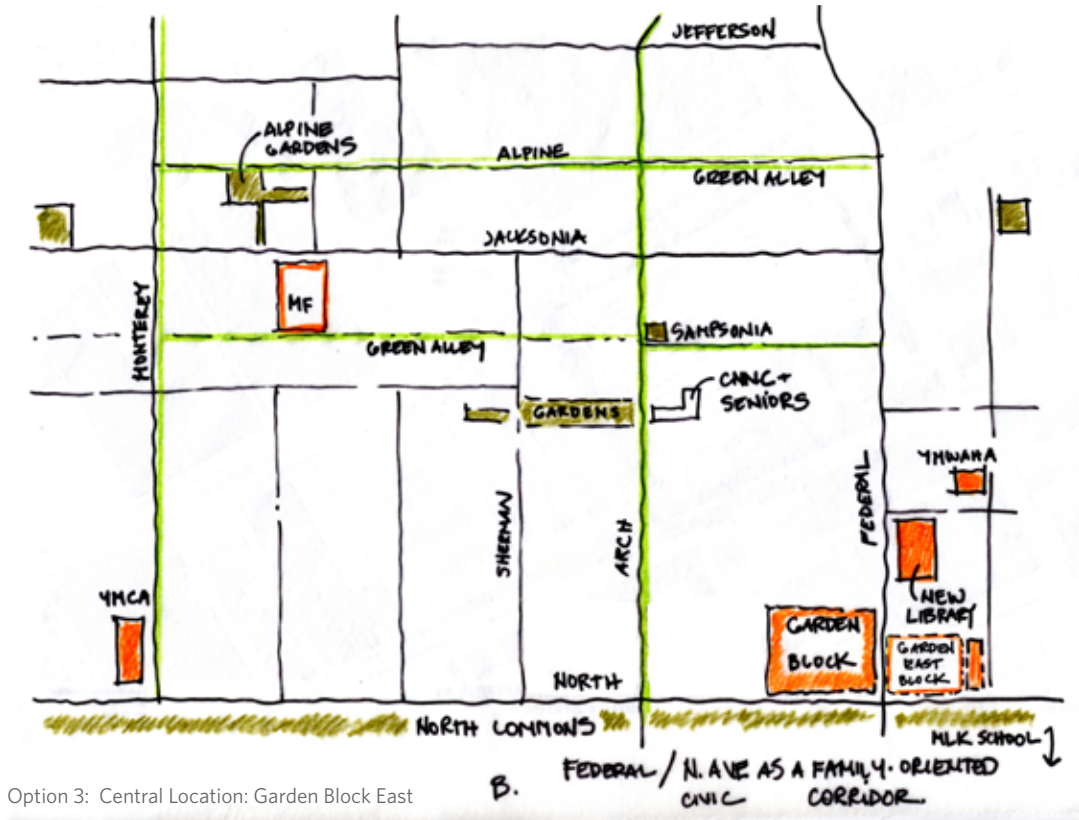 JEFFERSON
ALPINE
GARDENS
ALPINE
GREEN ALLEY
JACKSONIA
MONTEREY
MF
SAMPSONIA
GREEN ALLEY
CNNC +
SENIORS
GARDENS
YMWAHA
FEDERAL
SHERMAN
ARCH
YMCA
NEW
LIBRARY
GARDEN
BLOCK
GARDEN
EAST
BLOCK
NORTH
NORTH COMMONS
MLK SCHOOL
B.
FEDERAL / N. AVE AS A FAMILY-ORIENTED
CIVIC CORRIDOR.
Option 3: Central Location: Garden Block East